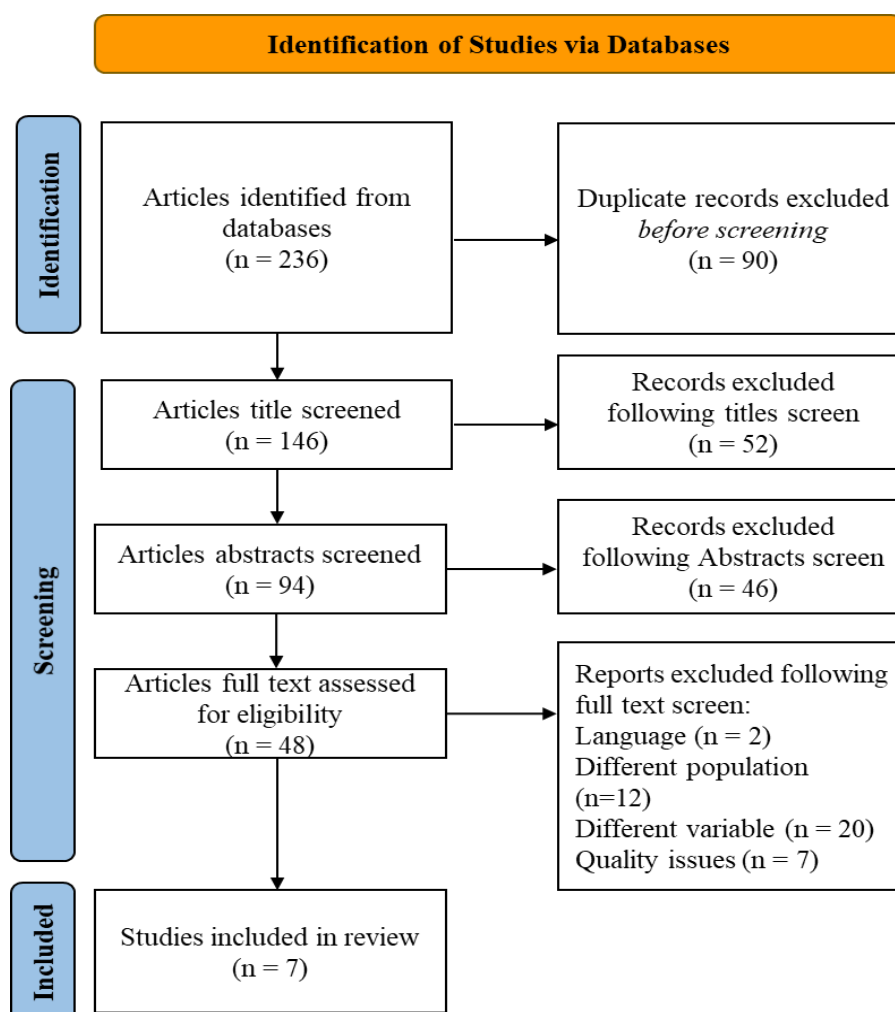 Identification of Studies via Databases
Identification
Articles identified from
databases
(n = 236)
Duplicate records excluded
before screening
(n = 90)
Screening
Articles title screened
(n = 146)
Records excluded
following titles screen
(n = 52)
Articles abstracts screened
(n = 94)
Records excluded
following Abstracts screen
(n = 46)
Articles full text assessed
for eligibility
(n = 48)
Reports excluded following
full text screen:
Language (n = 2)
Different population
(n=12)
Different variable (n = 20)
Quality issues (n = 7)
Included
Studies included in review
(n = 7)